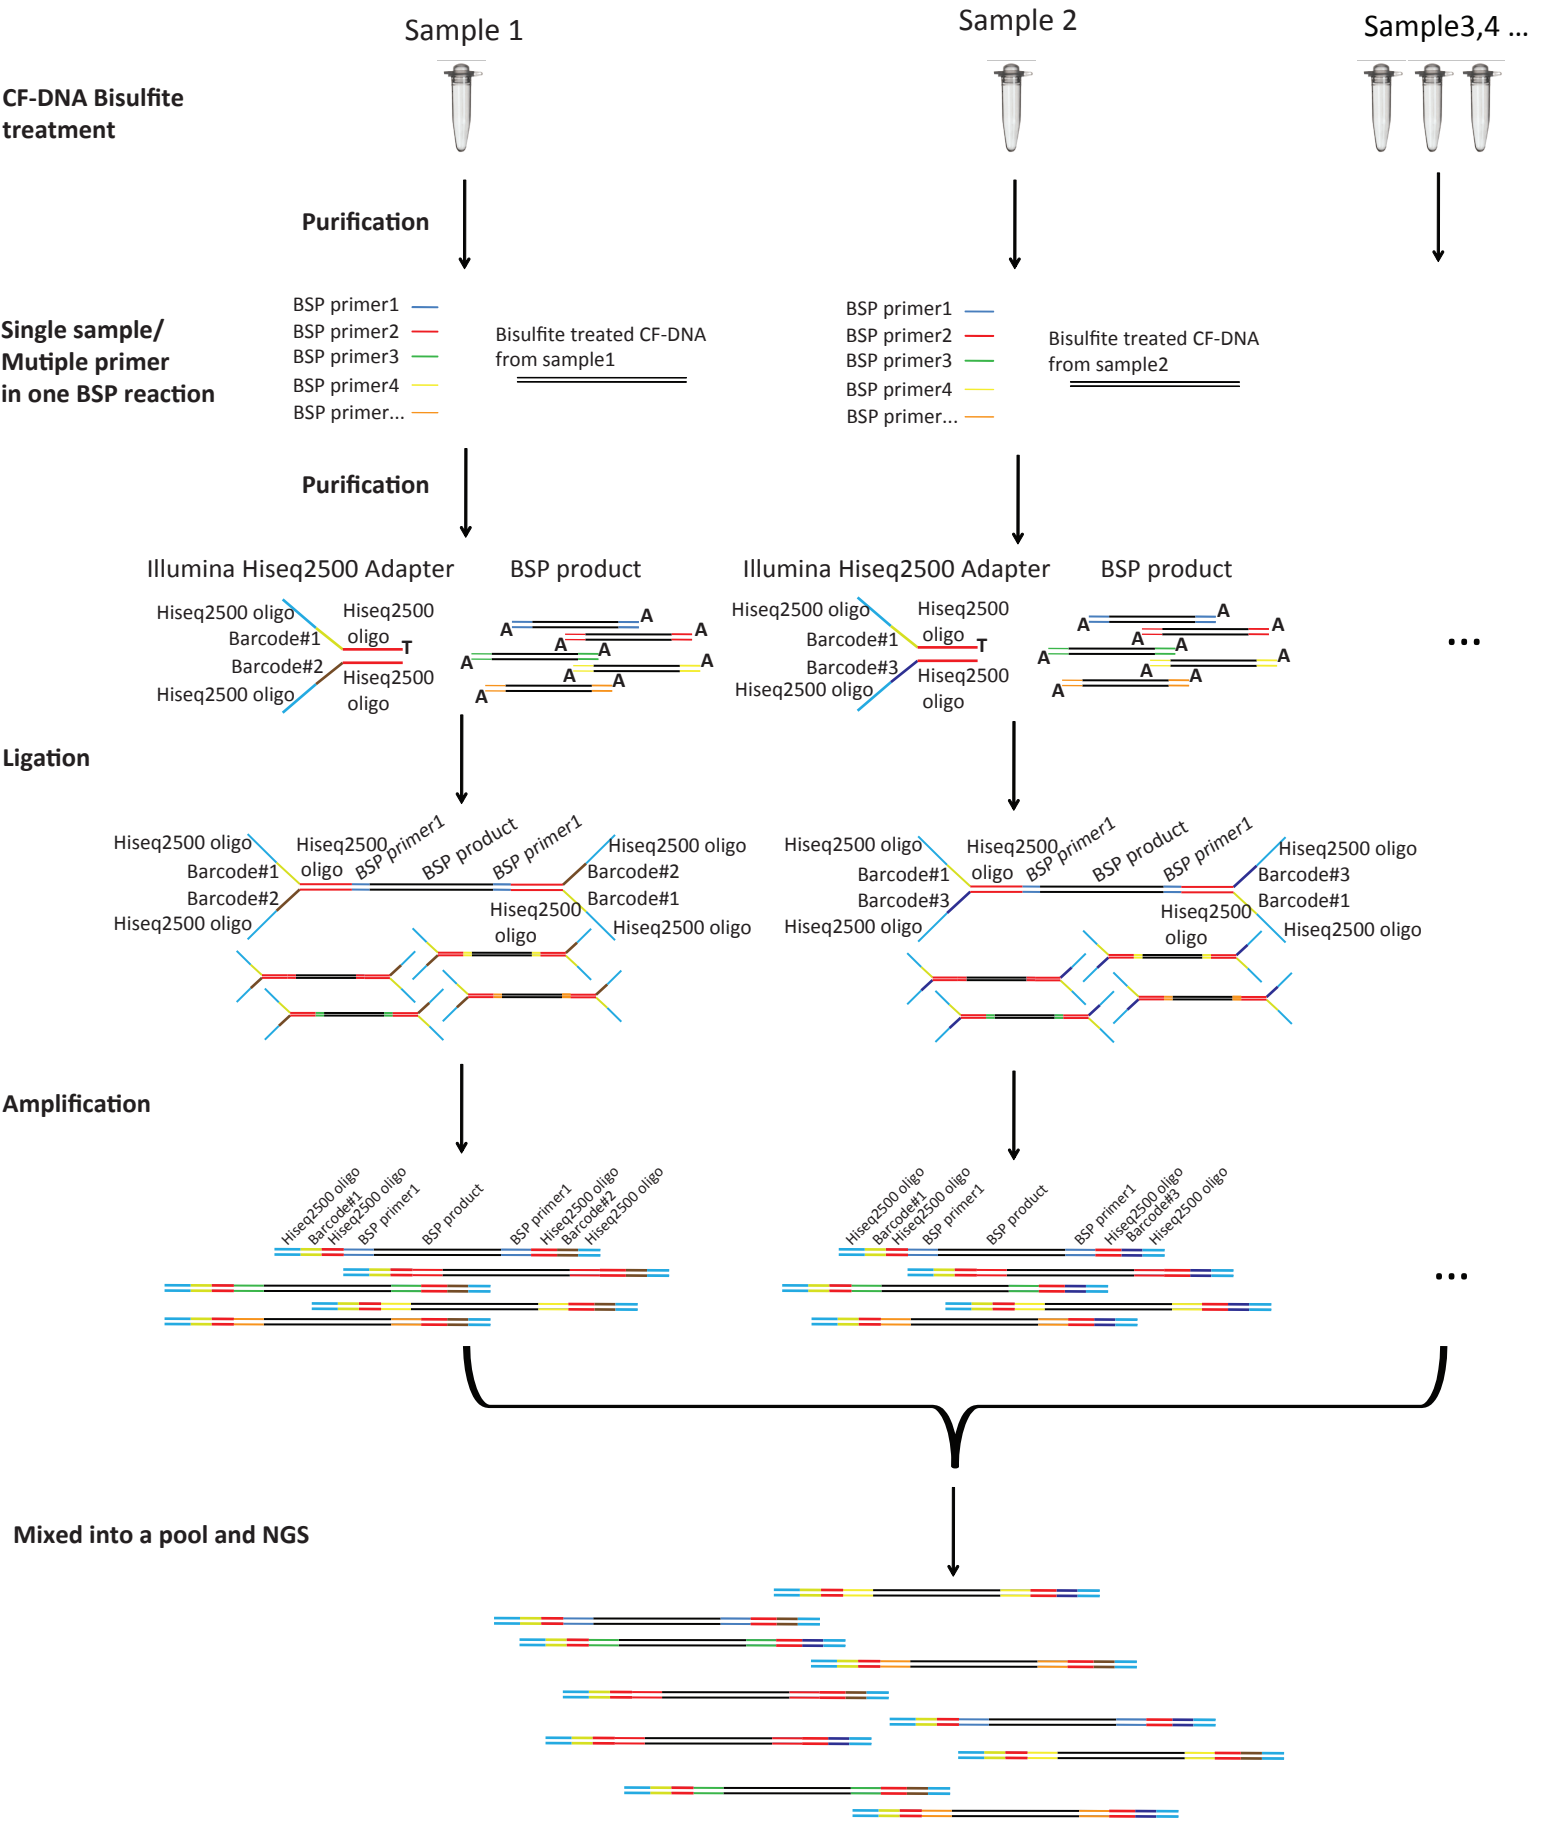 Sample 1
Sample 2
Sample3,4 ...
CF-DNA Bisulfite
treatment
Purification
Single sample/
Mutiple primer
in one BSP reaction
BSP primer1
BSP primer2
BSP primer3
BSP primer4
BSP primer...
Bisulfite treated CF-DNA
from sample1
BSP primer1
BSP primer2
BSP primer3
BSP primer4
BSP primer...
Bisulfite treated CF-DNA
from sample2
Purification
Illumina Hiseq2500 Adapter
BSP product
Hiseq2500 oligo
Barcode#1
Barcode#2
Hiseq2500 oligo
Hiseq2500
oligo
T
Hiseq2500
oligo
A
A
A
A
A
A
A
A
A
A
Illumina Hiseq2500 Adapter
BSP product
Hiseq2500 oligo
Barcode#1
Barcode#3
Hiseq2500 oligo
Hiseq2500
oligo
T
Hiseq2500
oligo
A
A
A
A
A
A
A
A
A
A
...
Ligation
Hiseq2500 oligo
Barcode#1
Barcode#2
Hiseq2500 oligo
Hiseq2500
oligo
BSP primer1
BSP product
BSP primer1
Hiseq2500 oligo
Barcode#2
Barcode#1
Hiseq2500 oligo
Hiseq2500
oligo
Hiseq2500 oligo
Barcode#1
Barcode#3
Hiseq2500 oligo
Hiseq2500
oligo
BSP primer1
BSP product
BSP primer1
Hiseq2500 oligo
Barcode#3
Barcode#1
Hiseq2500 oligo
Hiseq2500
oligo
Amplification
Hiseq2500 oligo
Barcode#1
Hiseq2500 oligo
BSP primer1
BSP product
BSP primer1
Hiseq2500 oligo
Barcode#2
Hiseq2500 oligo
Hiseq2500 oligo
Barcode#1
Hiseq2500 oligo
BSP primer1
BSP product
BSP primer1
Hiseq2500 oligo
Barcode#3
Hiseq2500 oligo
...
Mixed into a pool and NGS